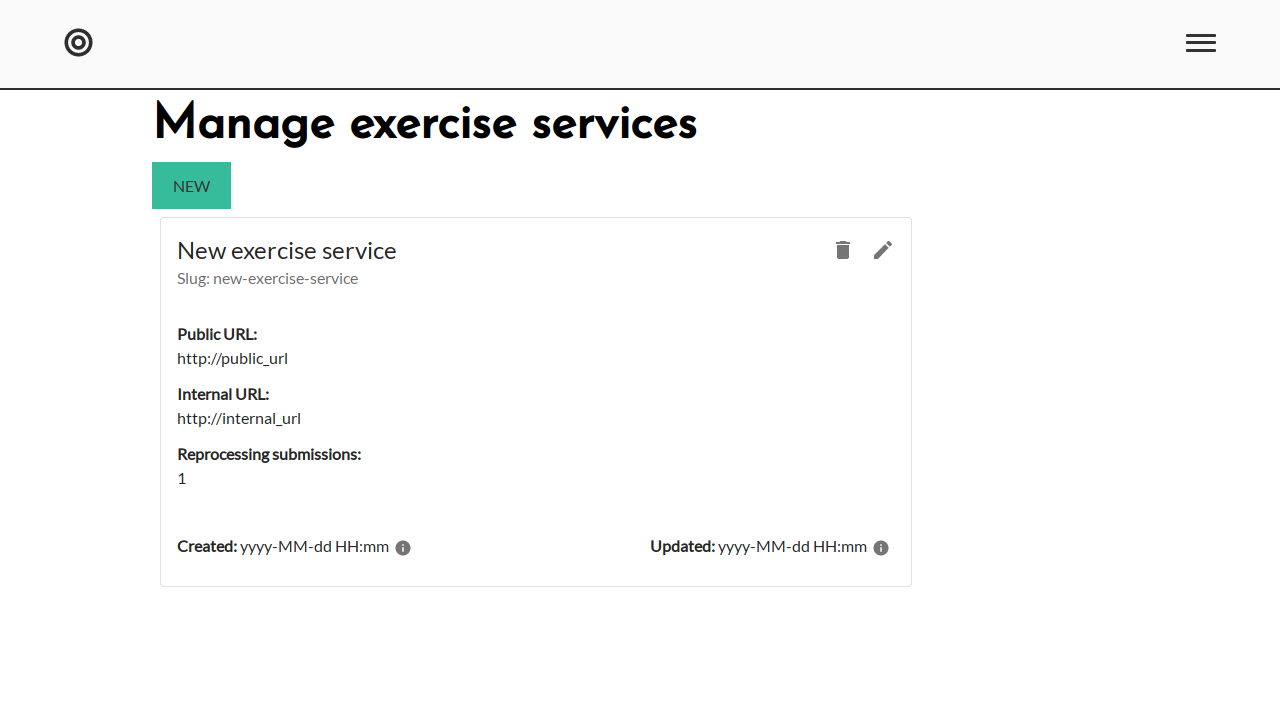 Manage exercise services
NEW
New exercise service
Slug: new-exercise-service
Public URL:
http://public_url
Internal URL:
http://internal_url
Reprocessing submissions:
1
Created: yyyy-MM-dd HH:mm
Updated: yyyy-MM-dd HH:mm